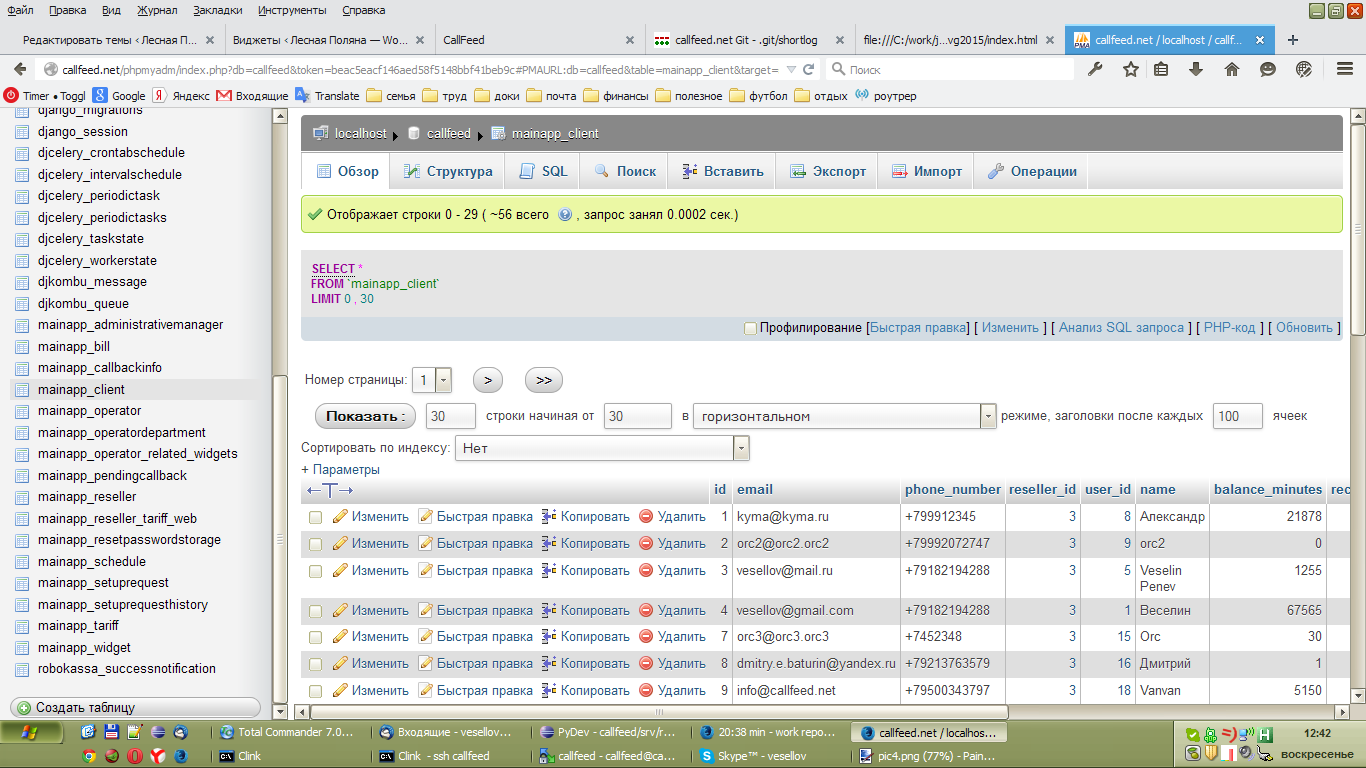 Файл Правка Вид Журнал Закладки Инструменты Справка
Редактировать темы ‹ Лесная П... Виджеты ‹ Лесная Поляна — Wo... CallFeed callfeed.net Git - .git/shortlog file:///C:/work/j...vg2015/index.html callfeed.net / localhost / callf...
callfeed.net/phpmyadmin/index.php?db=callfeed&token=beac5eacf146aed58f5148bbf41beb9c#PMAURL:db=callfeed&table=mainapp_client&target= Поиск
Timer • Toggl Google Яндекс Входящие Translate семья труд доки почта финансы полезно футбол отдых роутрер
django_migrations
django_session
djcelery_crontabschedule
djcelery_intervalschedule
djcelery_periodictask
djcelery_periodictasks
djcelery_taskstate
djcelery_workerstate
djkombu_message
djkombu_queue
mainapp_administrativemanager
mainapp_bill
mainapp_callbackinfo
mainapp_client
mainapp_operator
mainapp_operatordepartment
mainapp_operator_related_widgets
mainapp_pendingcallback
mainapp_reseller
mainapp_reseller_tariff_web
mainapp_resetpasswordstorage
mainapp_schedule
mainapp_setuprequest
mainapp_setuprequesthistory
mainapp_tariff
mainapp_widget
robokassa_successnotification
Создать таблицу
localhost callfeed mainapp_client
Обзор Структура SQL Поиск Вставить Экспорт Импорт Операции
Отображает строки 0 - 29 ( ~56 всего , запрос занял 0.0002 сек.)
SELECT *
FROM `mainapp_client`
LIMIT 0 , 30
Профилирование [Быстрая правка] [ Изменить ] [ Анализ SQL запроса ] [ PHP-код ] [ Обновить ]
Номер страницы: 1 > >>
Показать : 30 строки начиная от 30 в горизонтальном режиме, заголовки после каждых 100 ячеек
Сортировать по индексу: Нет
+ Параметры
←T→ id email phone_number reseller_id user_id name balance_minutes rec
Изменить Быстрая правка Копировать Удалить 1 kyma@kyma.ru +799912345 3 8 Александр 21878
Изменить Быстрая правка Копировать Удалить 2 orc2@orc2.orc2 +79992072747 3 9 orc2 0
Изменить Быстрая правка Копировать Удалить 3 vesellov@mail.ru +79182194288 3 5 Veselin Penev 1255
Изменить Быстрая правка Копировать Удалить 4 vesellov@gmail.com +79182194288 3 1 Веселин 67565
Изменить Быстрая правка Копировать Удалить 7 orc3@orc3.orc3 +7452348 3 15 Orc 30
Изменить Быстрая правка Копировать Удалить 8 dmitry.e.baturin@yandex.ru +79213763579 3 16 Дмитрий 1
Изменить Быстрая правка Копировать Удалить 9 info@callfeed.net +79500343797 3 18 Vanvan 5150
Total Commander 7.0... Входящие - vesellov... PyDev - callfeed/srv/r... 20:38 min - work repo... callfeed.net / localhos... 12:42
Clink Clink - ssh callfeed callfeed - callfeed@ca... Skype™ - vesellov pic4.png (77%) - Pain... воскресенье